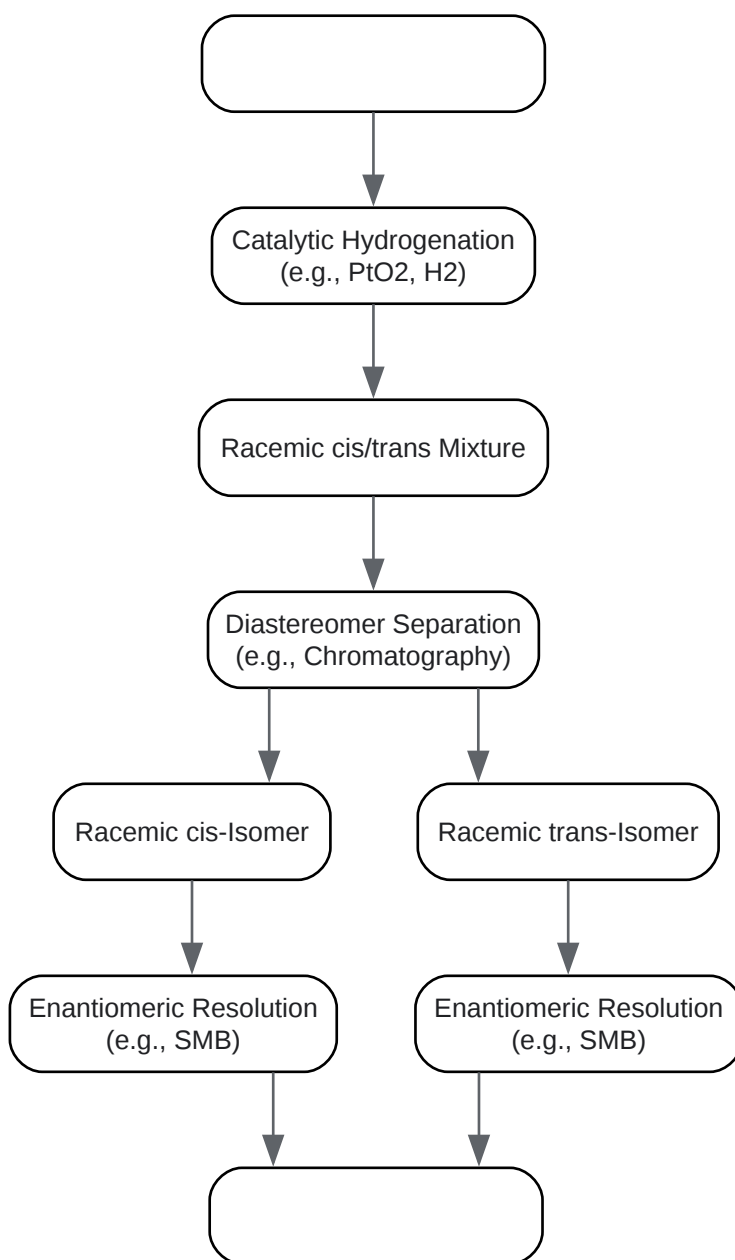 Catalytic Hydrogenation
(e.g., PtO2, H2)
Racemic cis/trans Mixture
Diastereomer Separation
(e.g., Chromatography)
Racemic cis-Isomer
Racemic trans-Isomer
Enantiomeric Resolution
(e.g., SMB)
Enantiomeric Resolution
(e.g., SMB)